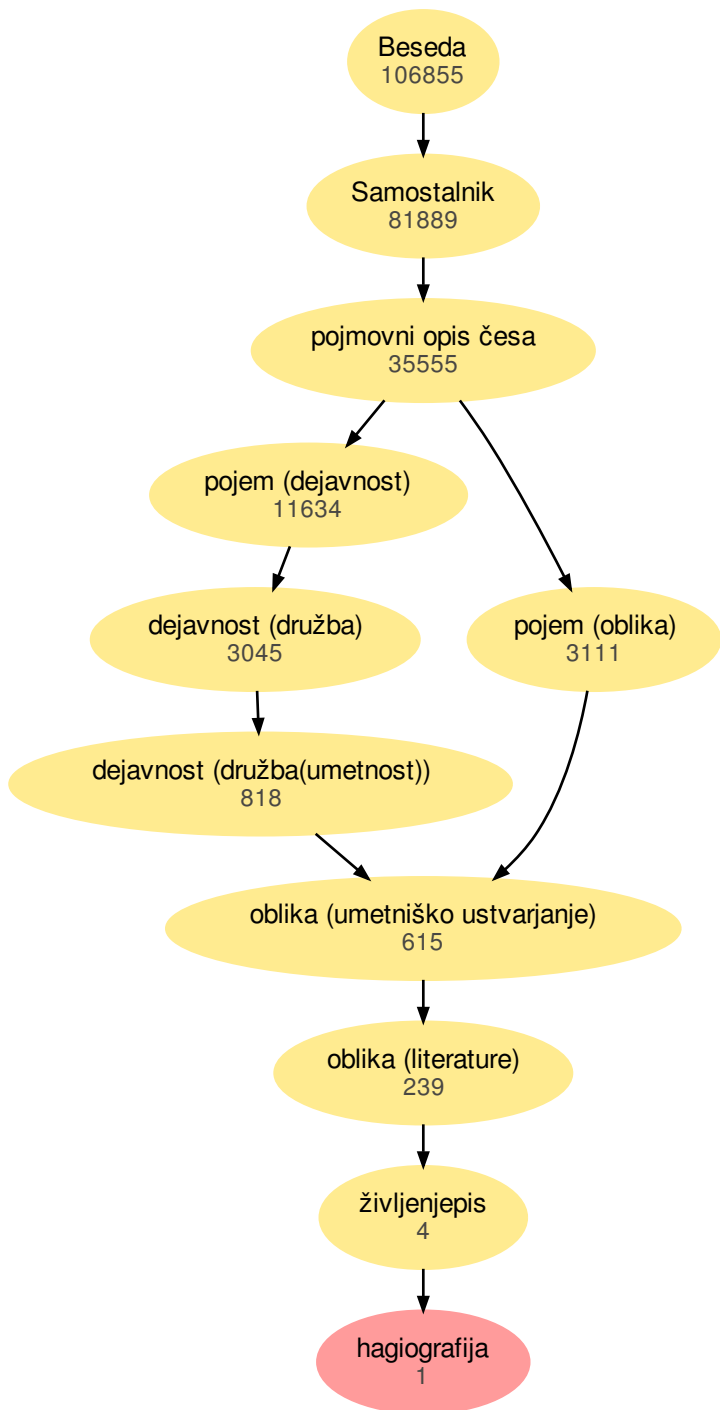 Beseda
106855
Samostalnik
81889
pojmovni opis česa
35555
pojem (dejavnost)
11634
dejavnost (družba)
3045
pojem (oblika)
3111
dejavnost (družba(umetnost))
818
oblika (umetniško ustvarjanje)
615
oblika (literature)
239
življenjepis
4
hagiografija
1